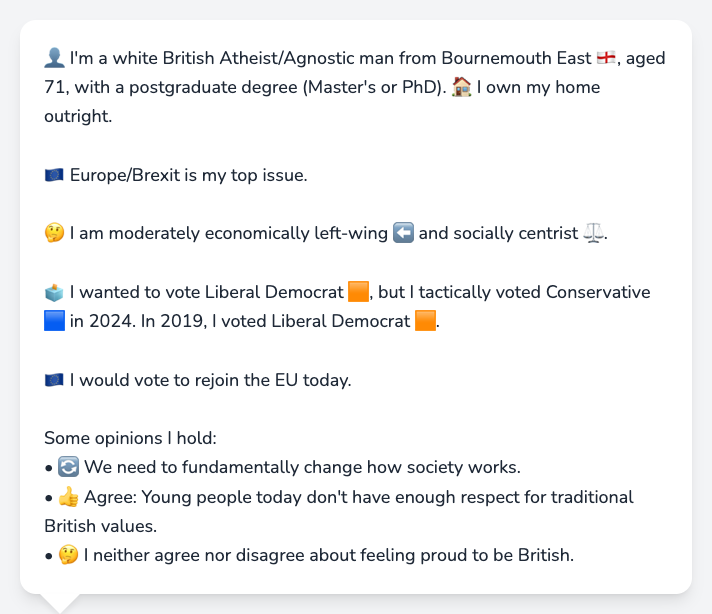 👤 I'm a white British Atheist/Agnostic man from Bournemouth East 🏴󠁧󠁢󠁥󠁮󠁧󠁿, aged
71, with a postgraduate degree (Master's or PhD). 🏠 I own my home
outright.
🇪🇺 Europe/Brexit is my top issue.
🤔 I am moderately economically left-wing ⬅️ and socially centrist ⚖️.
🗳️ I wanted to vote Liberal Democrat 🟧, but I tactically voted Conservative
🟦 in 2024. In 2019, I voted Liberal Democrat 🟧.
🇪🇺 I would vote to rejoin the EU today.
Some opinions I hold:
• 🔄 We need to fundamentally change how society works.
• 👍 Agree: Young people today don't have enough respect for traditional
British values.
• 🤔 I neither agree nor disagree about feeling proud to be British.